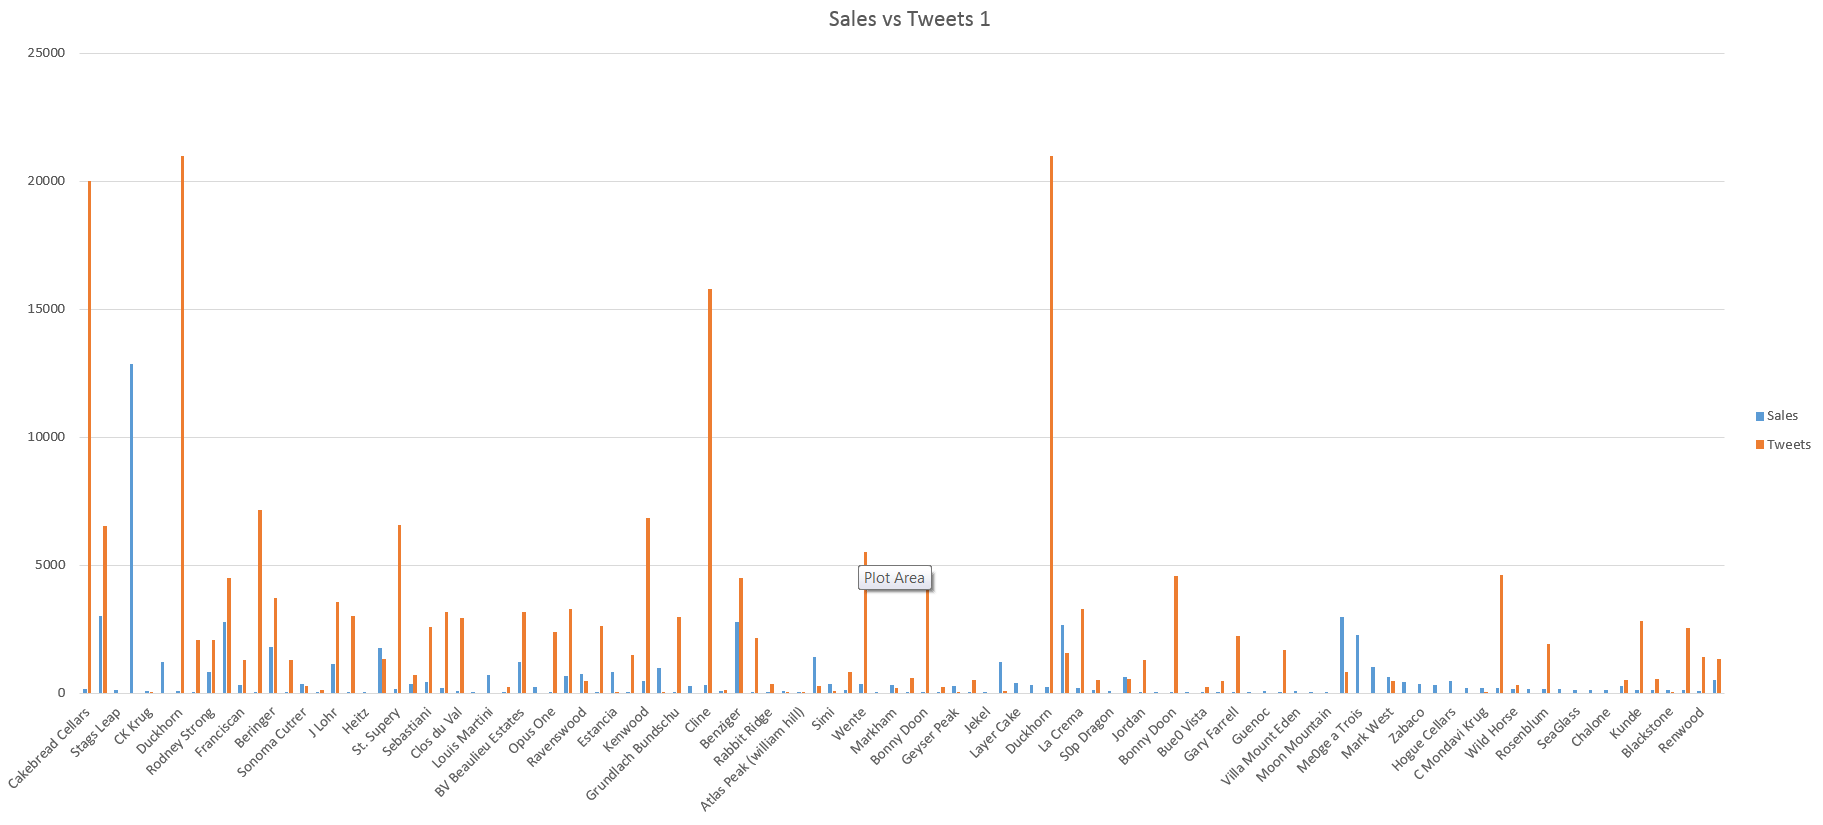 Sales vs Tweets 1
25000
20000
15000
10000
5000
0
Plot Area
Sales
Tweets
Cakebread Cellars
Stags Leap
CK Krug
Duckhorn
Rodney Strong
Franciscan
Beringer
Sonoma Cutrer
J Lohr
Heitz
St. Supery
Sebastiani
Clos du Val
Louis Martini
BV Beaulieu Estates
Opus One
Ravenswood
Estancia
Kenwood
Grundlach Bundschu
Cline
Benziger
Rabbit Ridge
Atlas Peak (william hill)
Simi
Wente
Markham
Bonny Doon
Geyser Peak
Jekel
Layer Cake
Duckhorn
La Crema
S0p Dragon
Jordan
Bonny Doon
Bue0 Vista
Gary Farrell
Guenoc
Villa Mount Eden
Moon Mountain
Me0ge a Trois
Mark West
Zabaco
Hogue Cellars
C Mondavi Krug
Wild Horse
Rosenblum
SeaGlass
Chalone
Kunde
Blackstone
Renwood